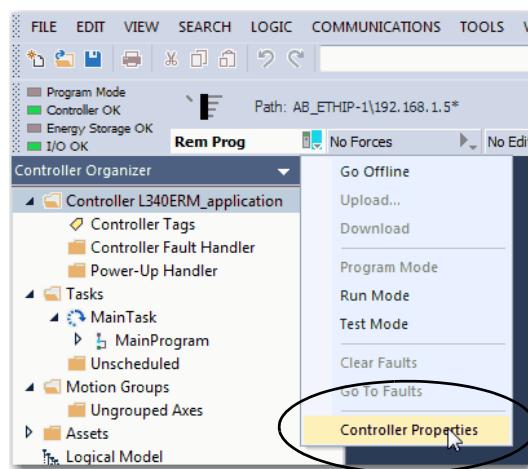 FILE EDIT VIEW SEARCH LOGIC COMMUNICATIONS TOOLS
Program Mode
Controller OK
Energy Storage OK
I/O OK
Path: AB_ETHIP-1\192.168.1.5*
Rem Prog
No Forces
No Edi
Controller Organizer
Controller L340ERM_application
Controller Tags
Controller Fault Handler
Power-Up Handler
Tasks
MainTask
MainProgram
Unscheduled
Motion Groups
Ungrouped Axes
Assets
Logical Model
Go Offline
Upload...
Download
Program Mode
Run Mode
Test Mode
Clear Faults
Go To Faults
Controller Properties